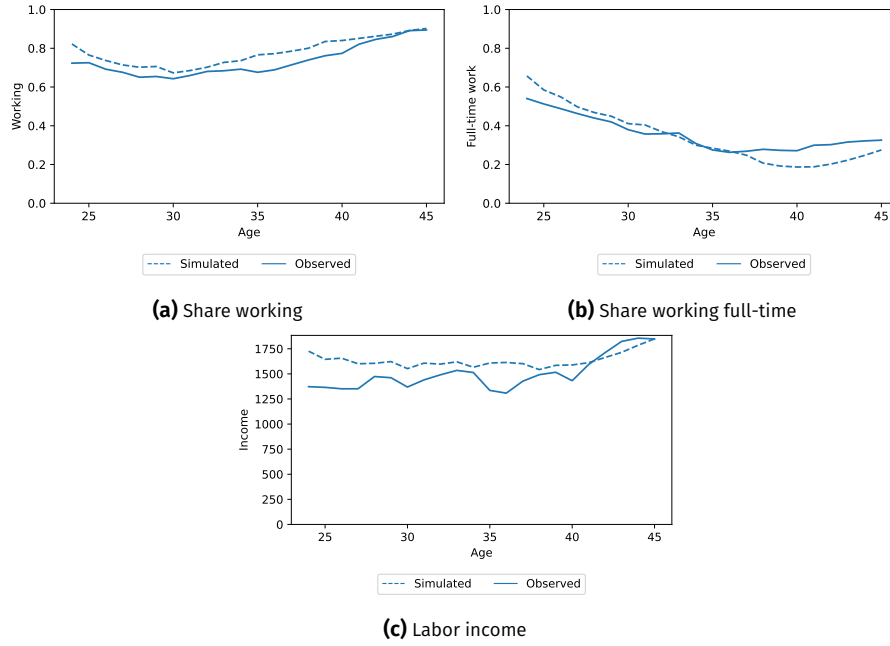 1.0
0.8
0.6
0.4
0.2
0.0
Working
25 30 35 40 45
Age
Simulated Observed
(a) Share working
1.0
0.8
0.6
0.4
0.2
0.0
Full-time work
25 30 35 40 45
Age
Simulated Observed
(b) Share working full-time
1750
1500
1250
1000
750
500
250
0
Income
25 30 35 40 45
Age
Simulated Observed
(c) Labor income